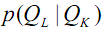 p(Q_L | Q_K)